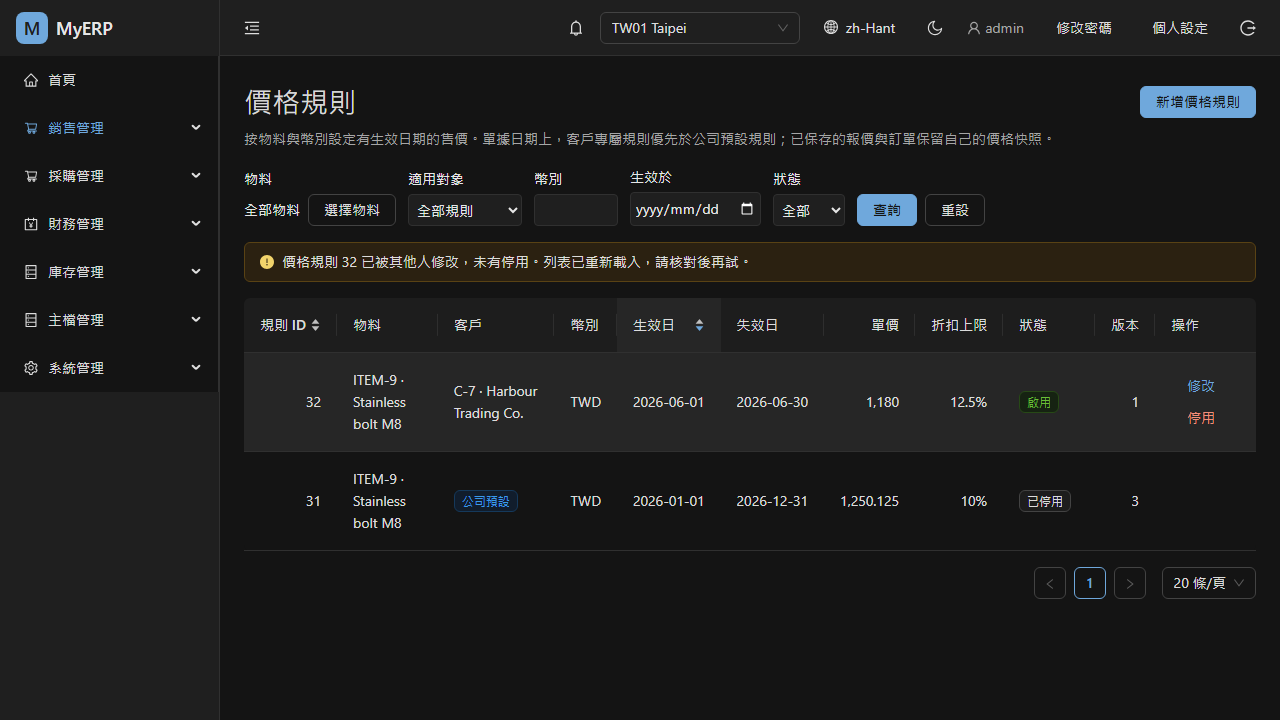 M MyERP
TW01 Taipei
zh-Hant
admin
修改密碼
個人設定
首頁
銷售管理
採購管理
財務管理
庫存管理
主檔管理
系統管理
價格規則
新增價格規則
按物料與幣別設定有生效日期的售價。單據日期上，客戶專屬規則優先於公司預設規則；已保存的報價與訂單保留自己的價格快照。
物料 適用對象 幣別 生效於 狀態
全部物料 選擇物料 全部規則 yyyy/mm/dd 全部 查詢 重設
價格規則 32 已被其他人修改，未有停用。列表已重新載入，請核對後再試。
規則 ID 物料 客戶 幣別 生效日 失效日 單價 折扣上限 狀態 版本 操作
32
ITEM-9 ·
Stainless
bolt M8
C-7 · Harbour
Trading Co.
TWD 2026-06-01 2026-06-30 1,180 12.5% 啟用 1
修改
停用
31
ITEM-9 ·
Stainless
bolt M8
公司預設 TWD 2026-01-01 2026-12-31 1,250.125 10% 已停用 3
1 20 條/頁